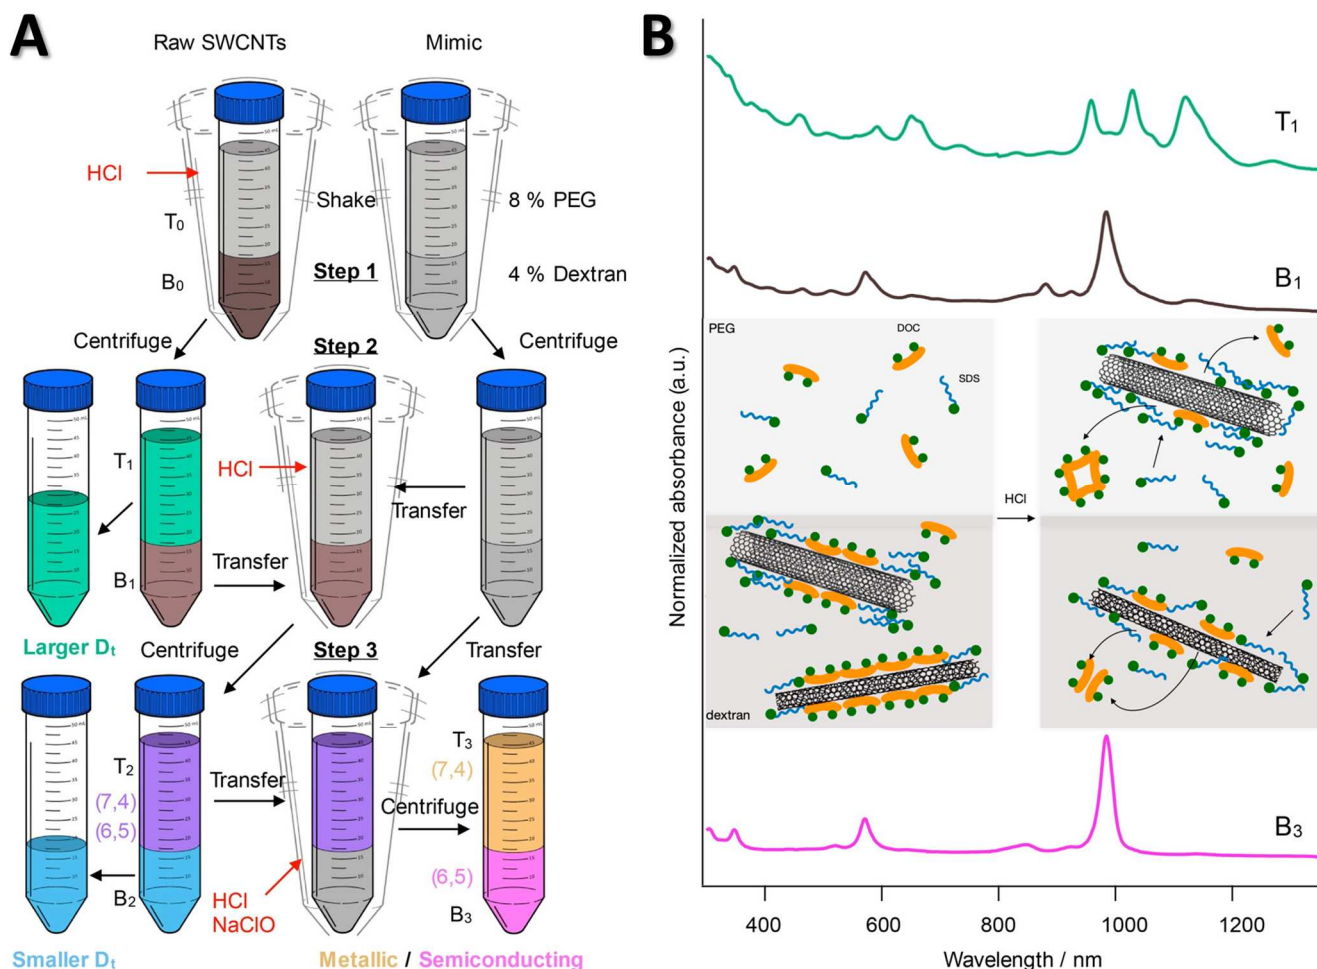 A
Raw SWCNTs
Mimic
HCl
Shake
8 % PEG
T0
Step 1
B0
4 % Dextran
Centrifuge
Step 2
Centrifuge
T1
HCl
Transfer
B1
Transfer
Larger Dt
Centrifuge
Step 3
Transfer
T2
(7,4)
(6,5)
Transfer
T3
(7,4)
Centrifuge
B2
HCl
NaClO
(6,5)
B3
Smaller Dt
Metallic / Semiconducting
B
Normalized absorbance (a.u.)
T1
B1
PEG
DOC
SDS
HCl
dextran
B3
400
600
800
1000
1200
Wavelength / nm